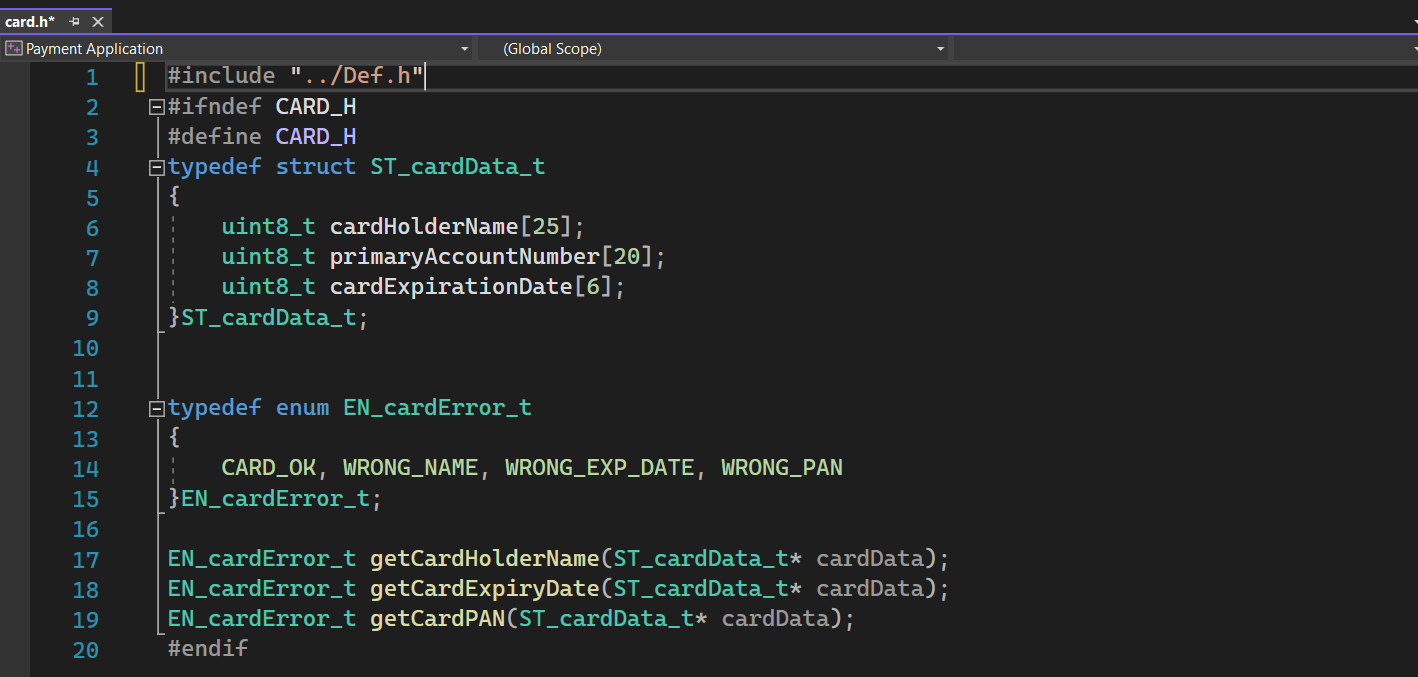 card.h*
Payment Application (Global Scope)
1 #include "../Def.h"
2 #ifndef CARD_H
3 #define CARD_H
4 typedef struct ST_cardData_t
5 {
6 uint8_t cardHolderName[25];
7 uint8_t primaryAccountNumber[20];
8 uint8_t cardExpirationDate[6];
9 }ST_cardData_t;
10
11
12 typedef enum EN_cardError_t
13 {
14 CARD_OK, WRONG_NAME, WRONG_EXP_DATE, WRONG_PAN
15 }EN_cardError_t;
16
17 EN_cardError_t getCardHolderName(ST_cardData_t* cardData);
18 EN_cardError_t getCardExpiryDate(ST_cardData_t* cardData);
19 EN_cardError_t getCardPAN(ST_cardData_t* cardData);
20 #endif